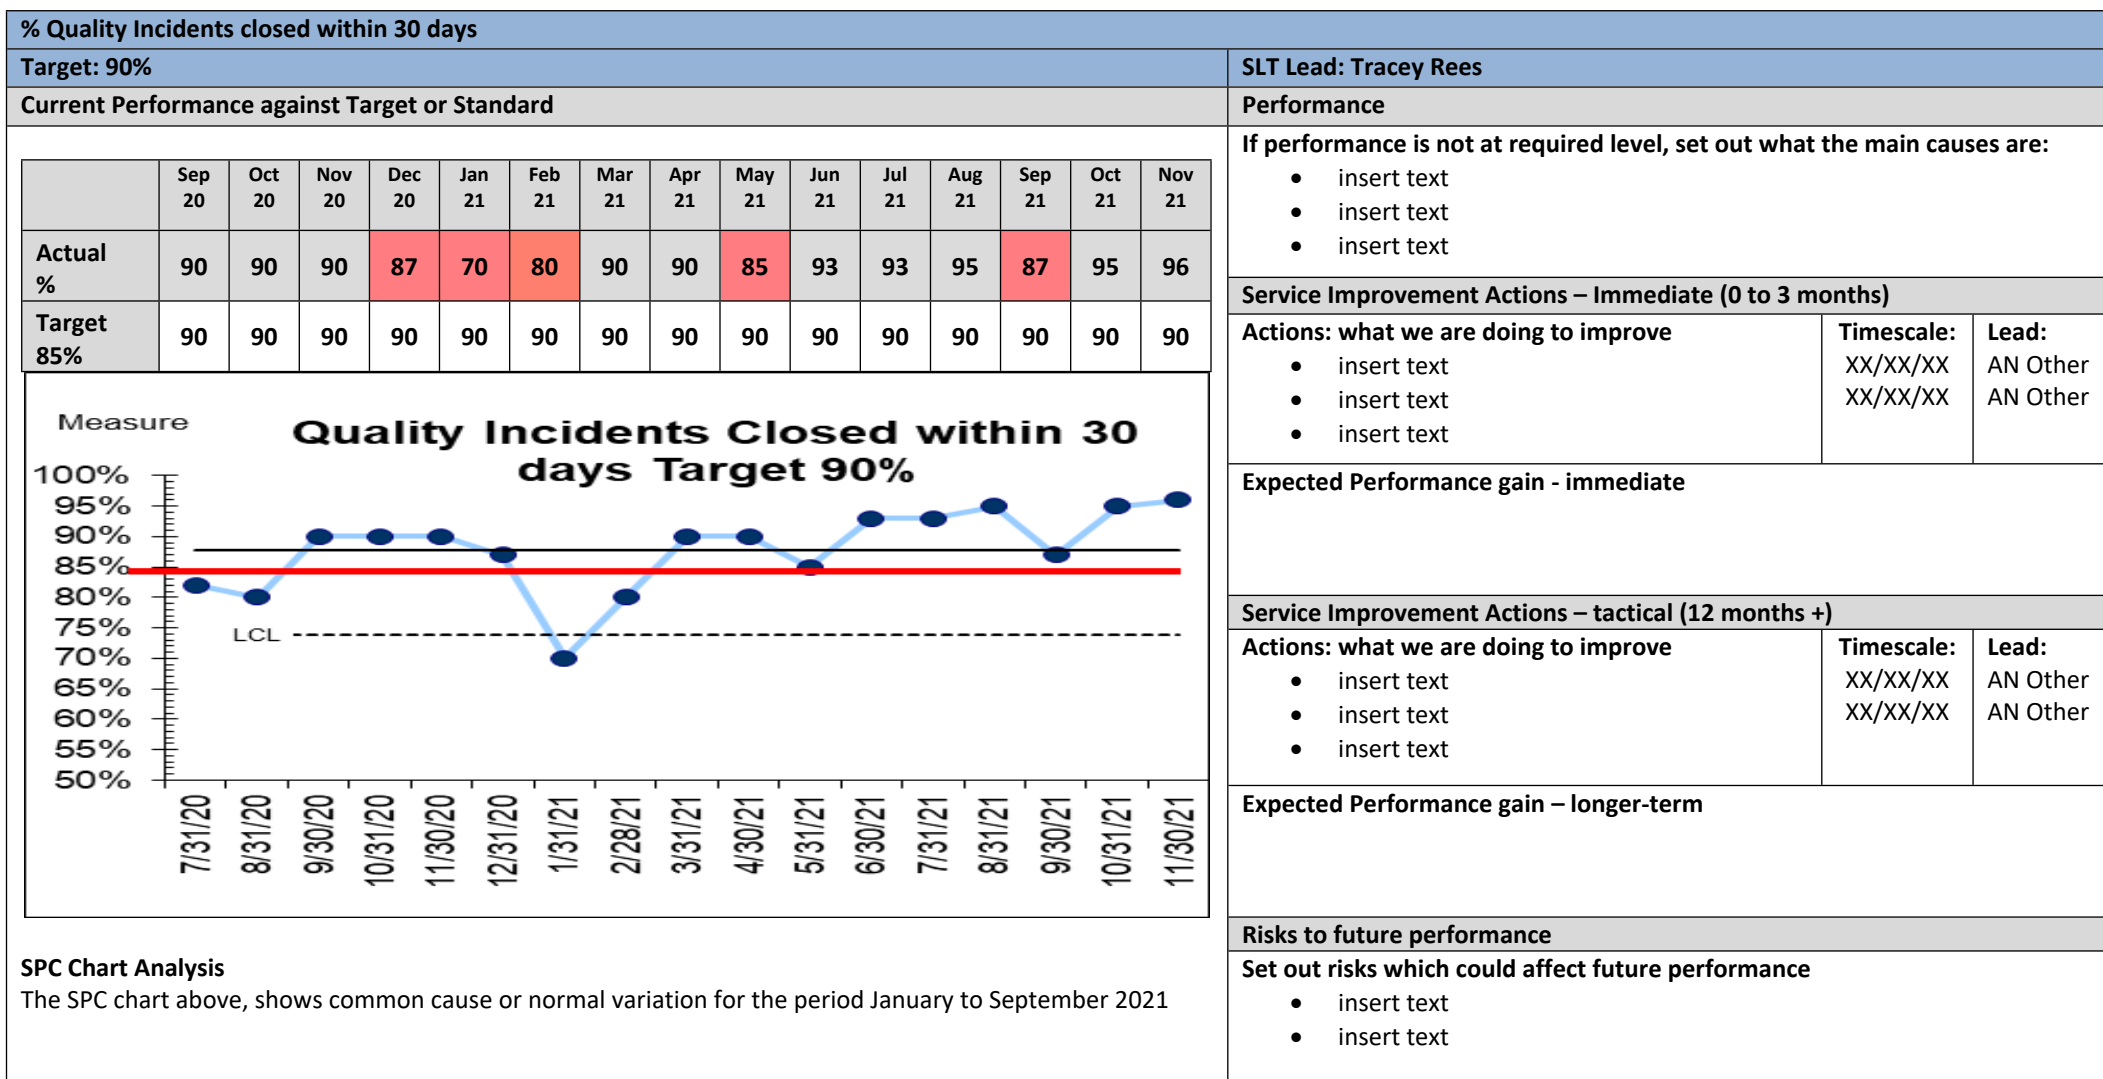 % Quality Incidents closed within 30 days
Target: 90%
SLT Lead: Tracey Rees
Current Performance against Target or Standard
Performance
Sep 20 Oct 20 Nov 20 Dec 20 Jan 21 Feb 21 Mar 21 Apr 21 May 21 Jun 21 Jul 21 Aug 21 Sep 21 Oct 21 Nov 21
Actual % 90 90 90 87 70 80 90 90 85 93 93 95 87 95 96
Target 85% 90 90 90 90 90 90 90 90 90 90 90 90 90 90 90
Measure
Quality Incidents Closed within 30
days Target 90%
100%
95%
90%
85%
80%
75%
70%
65%
60%
55%
50%
LCL
7/31/20
8/31/20
9/30/20
10/31/20
11/30/20
12/31/20
1/31/21
2/28/21
3/31/21
4/30/21
5/31/21
6/30/21
7/31/21
8/31/21
9/30/21
10/31/21
11/30/21
SPC Chart Analysis
The SPC chart above, shows common cause or normal variation for the period January to September 2021
If performance is not at required level, set out what the main causes are:
• insert text
• insert text
• insert text
Service Improvement Actions – Immediate (0 to 3 months)
Actions: what we are doing to improve Timescale: Lead:
• insert text XX/XX/XX AN Other
• insert text XX/XX/XX AN Other
• insert text
Expected Performance gain - immediate
Service Improvement Actions – tactical (12 months +)
Actions: what we are doing to improve Timescale: Lead:
• insert text XX/XX/XX AN Other
• insert text XX/XX/XX AN Other
• insert text
Expected Performance gain – longer-term
Risks to future performance
Set out risks which could affect future performance
• insert text
• insert text